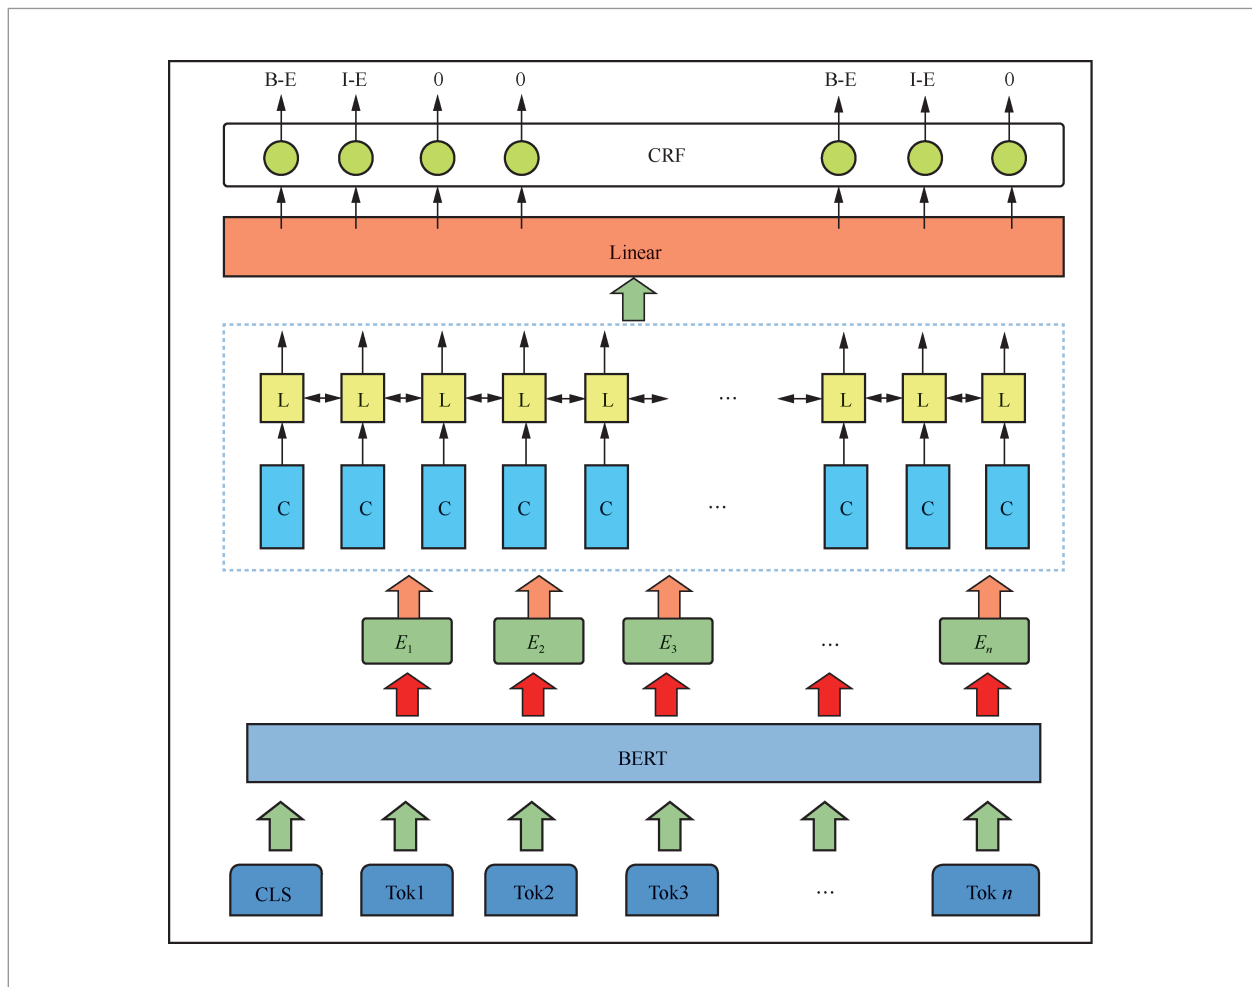 B-E I-E 0 0 B-E I-E 0
CRF
Linear
L L L L L ... L L L
C C C C C ... C C C
E1 E2 E3 ... En
BERT
CLS Tok1 Tok2 Tok3 ... Tok n